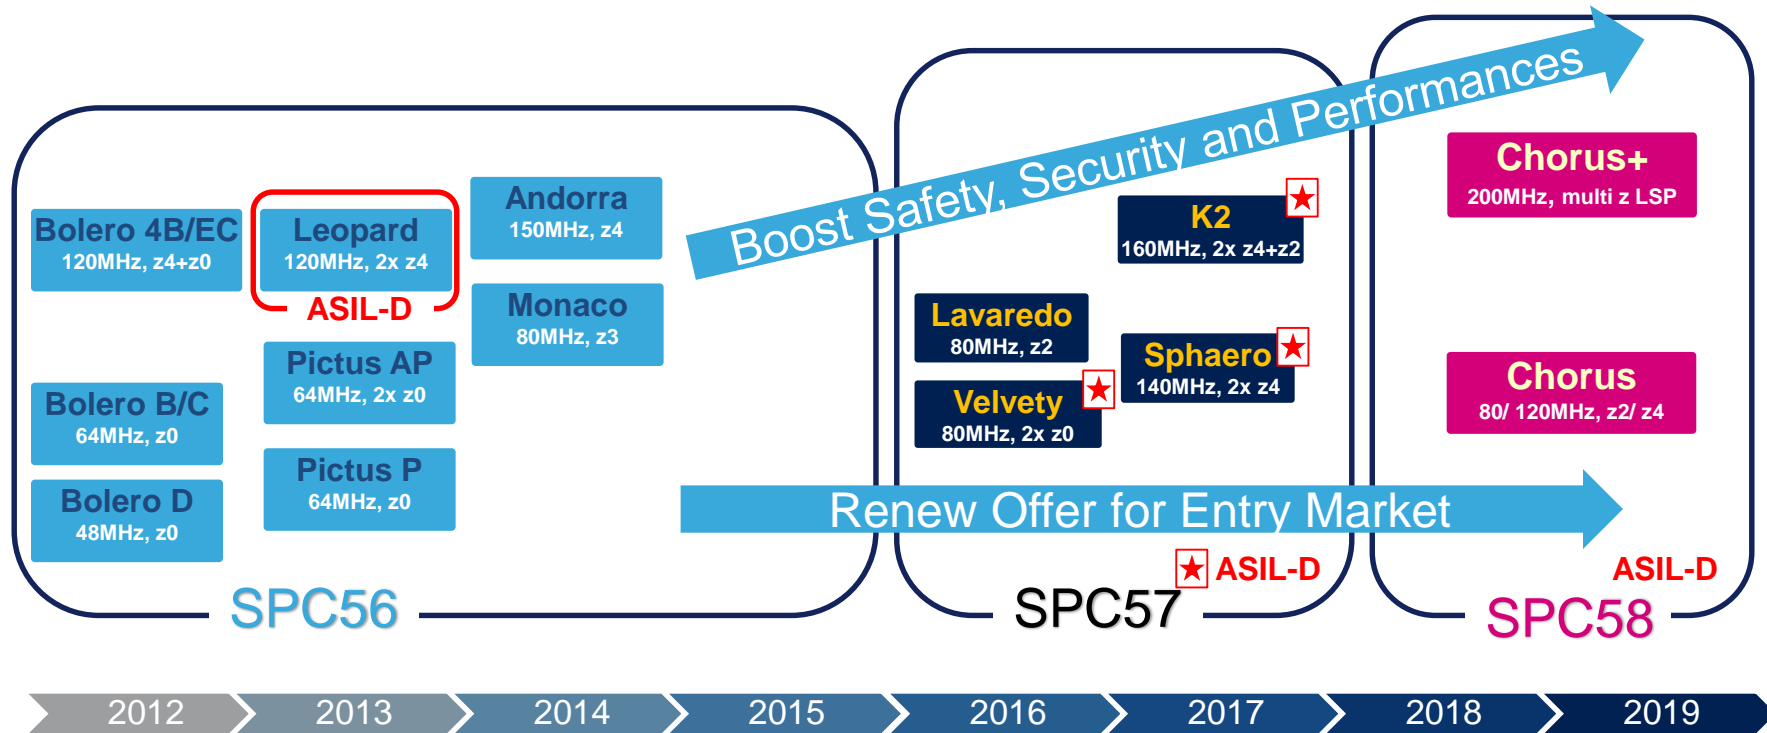 Boost Safety, Security and Performances
Bolero 4B/EC
120MHz, z4+z0
Leopard
120MHz, 2x z4
ASIL-D
Andorra
150MHz, z4
Monaco
80MHz, z3
Pictus AP
64MHz, 2x z0
Bolero B/C
64MHz, z0
Pictus P
64MHz, z0
Bolero D
48MHz, z0
SPC56
K2
160MHz, 2x z4+z2
Lavaredo
80MHz, z2
Sphaero
140MHz, 2x z4
Velvety
80MHz, 2x z0
Renew Offer for Entry Market
ASIL-D
SPC57
Chorus+
200MHz, multi z LSP
Chorus
80/ 120MHz, z2/ z4
ASIL-D
SPC58
2012
2013
2014
2015
2016
2017
2018
2019